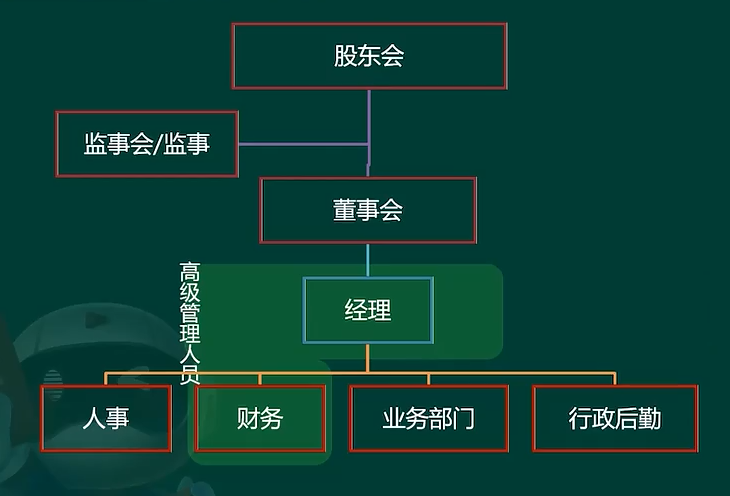 股东会
监事会/监事
董事会
高级管理人员
经理
人事
财务
业务部门
行政后勤